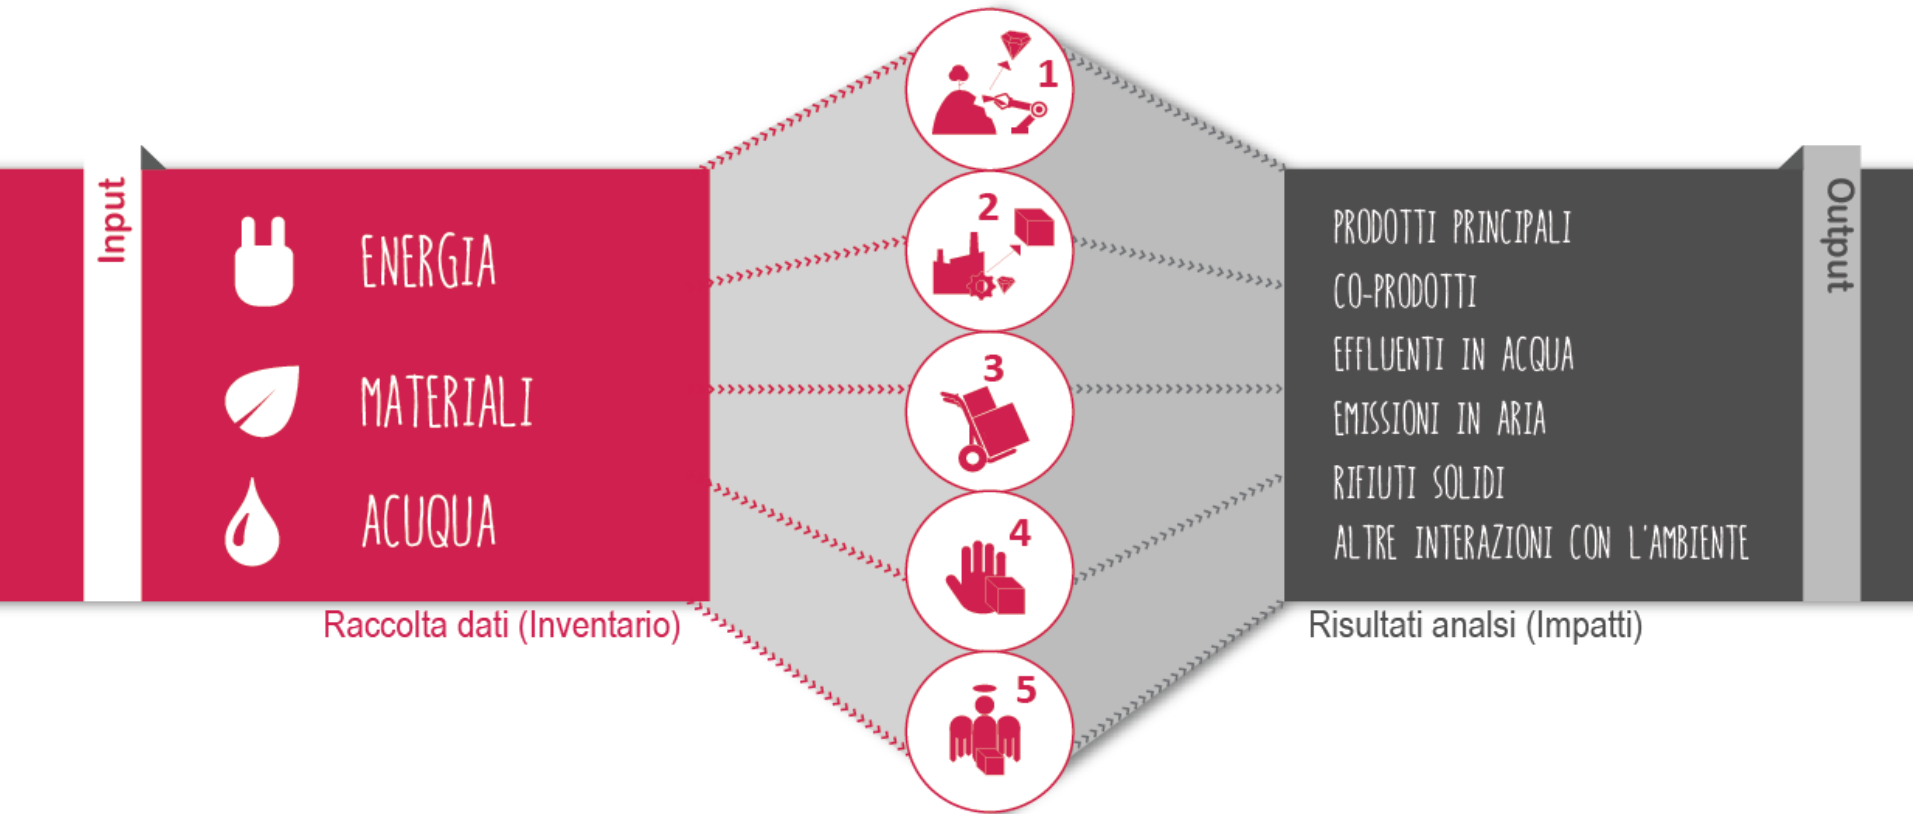 Input
ENERGIA
MATERIALI
ACUQUA
Raccolta dati (Inventario)
1
2
3
4
5
PRODOTTI PRINCIPALI
CO-PRODOTTI
EFFLUENTI IN ACQUA
EMISSIONI IN ARIA
RIFIUTI SOLIDI
ALTRE INTERAZIONI CON L'AMBIENTE
Output
Risultati analsi (Impatti)